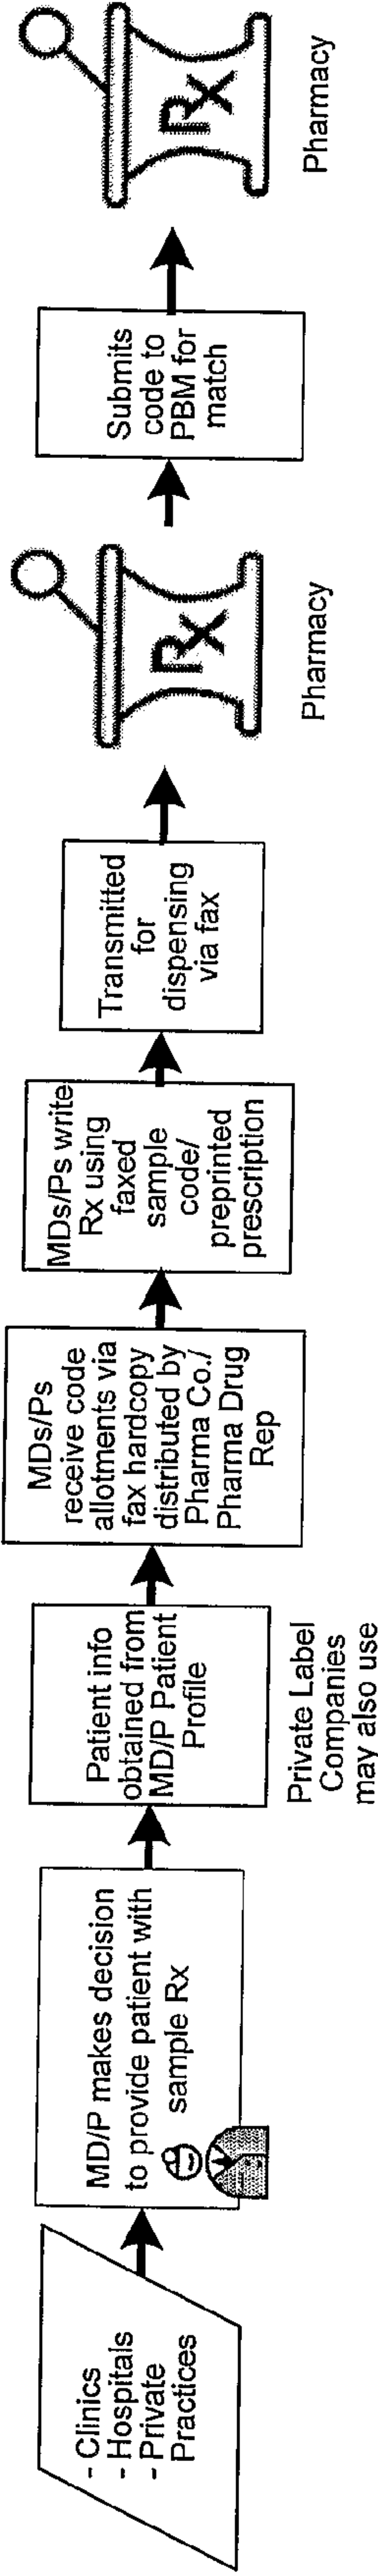 - Clinics
- Hospitals
- Private
Practices
MD/P makes decision
to provide patient with
sample Rx
Patient info
obtained from
MD/P Patient
Profile
Private Label
Companies
may also use
MDs/Ps
receive code
allotments via
fax hardcopy
distributed by
Pharma Co./
Pharma Drug
Rep
MDs/Ps write
Rx using
faxed
sample
code/
preprinted
prescription
Transmitted
for
dispensing
via fax
Rx
Pharmacy
Submits
code to
PBM for
match
Rx
Pharmacy